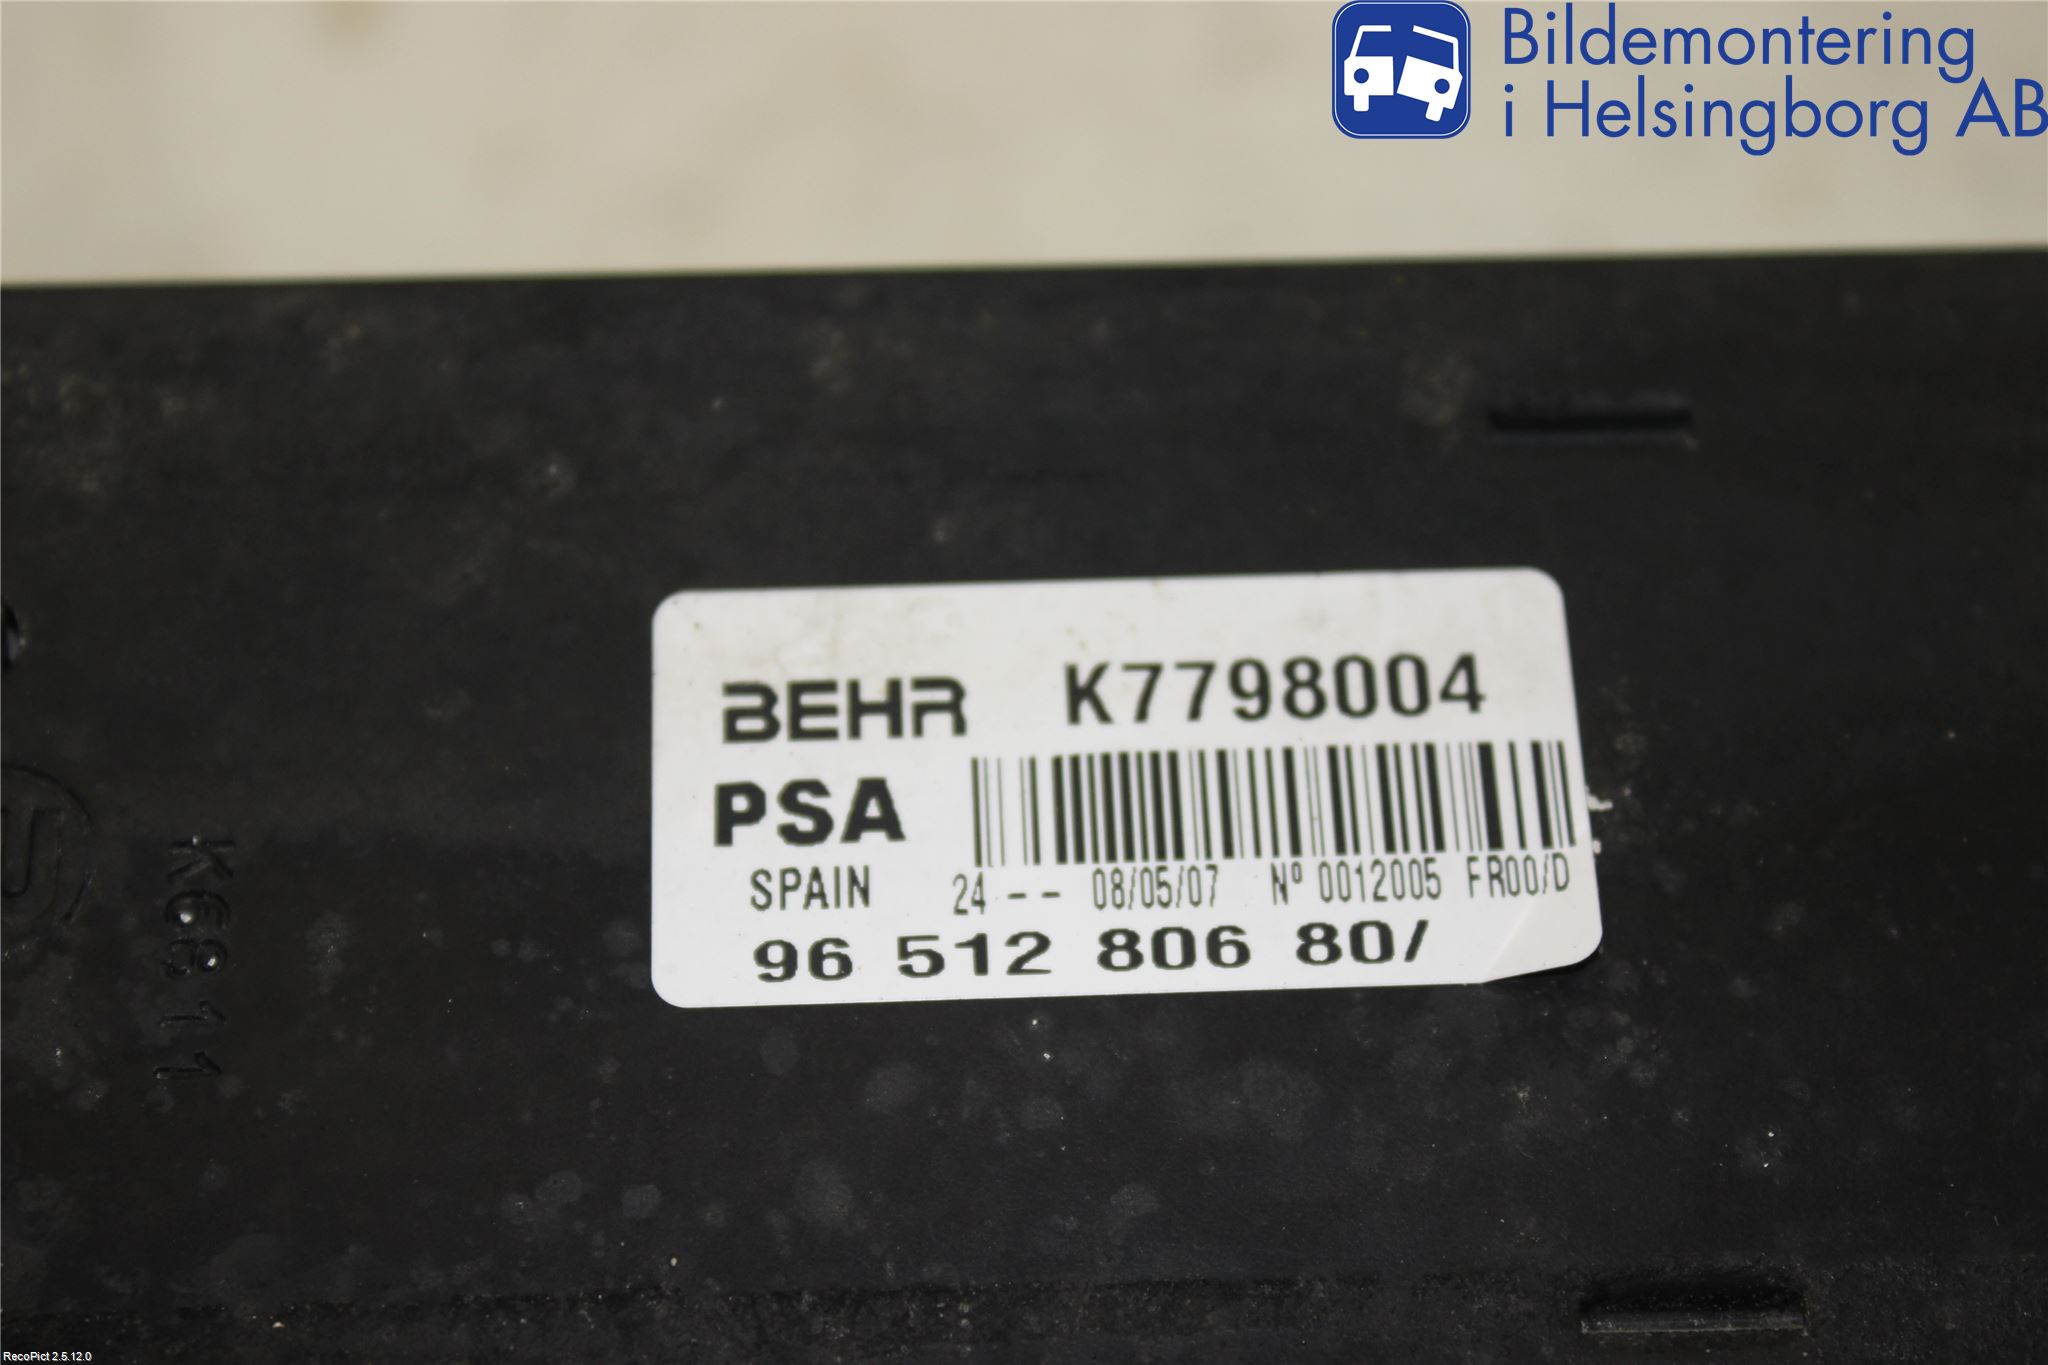 Bildemontering
i Helsingborg AB
BEHR K7798004
PSA
SPAIN 24 -- 08/05/07 Nº 0012005 FR00/D
96 512 806 80/
K6811
RecoPict 2.5.12.0